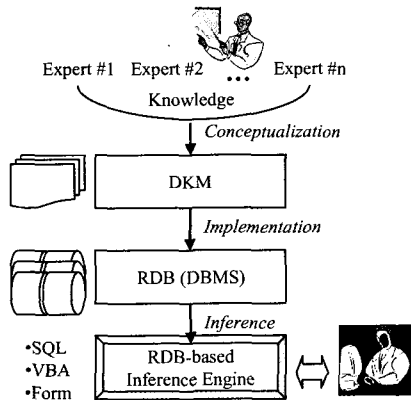 Expert #1 Expert #2 ... Expert #n
Knowledge
Conceptualization
DKM
Implementation
RDB (DBMS)
Inference
•SQL
•VBA
•Form
RDB-based
Inference Engine